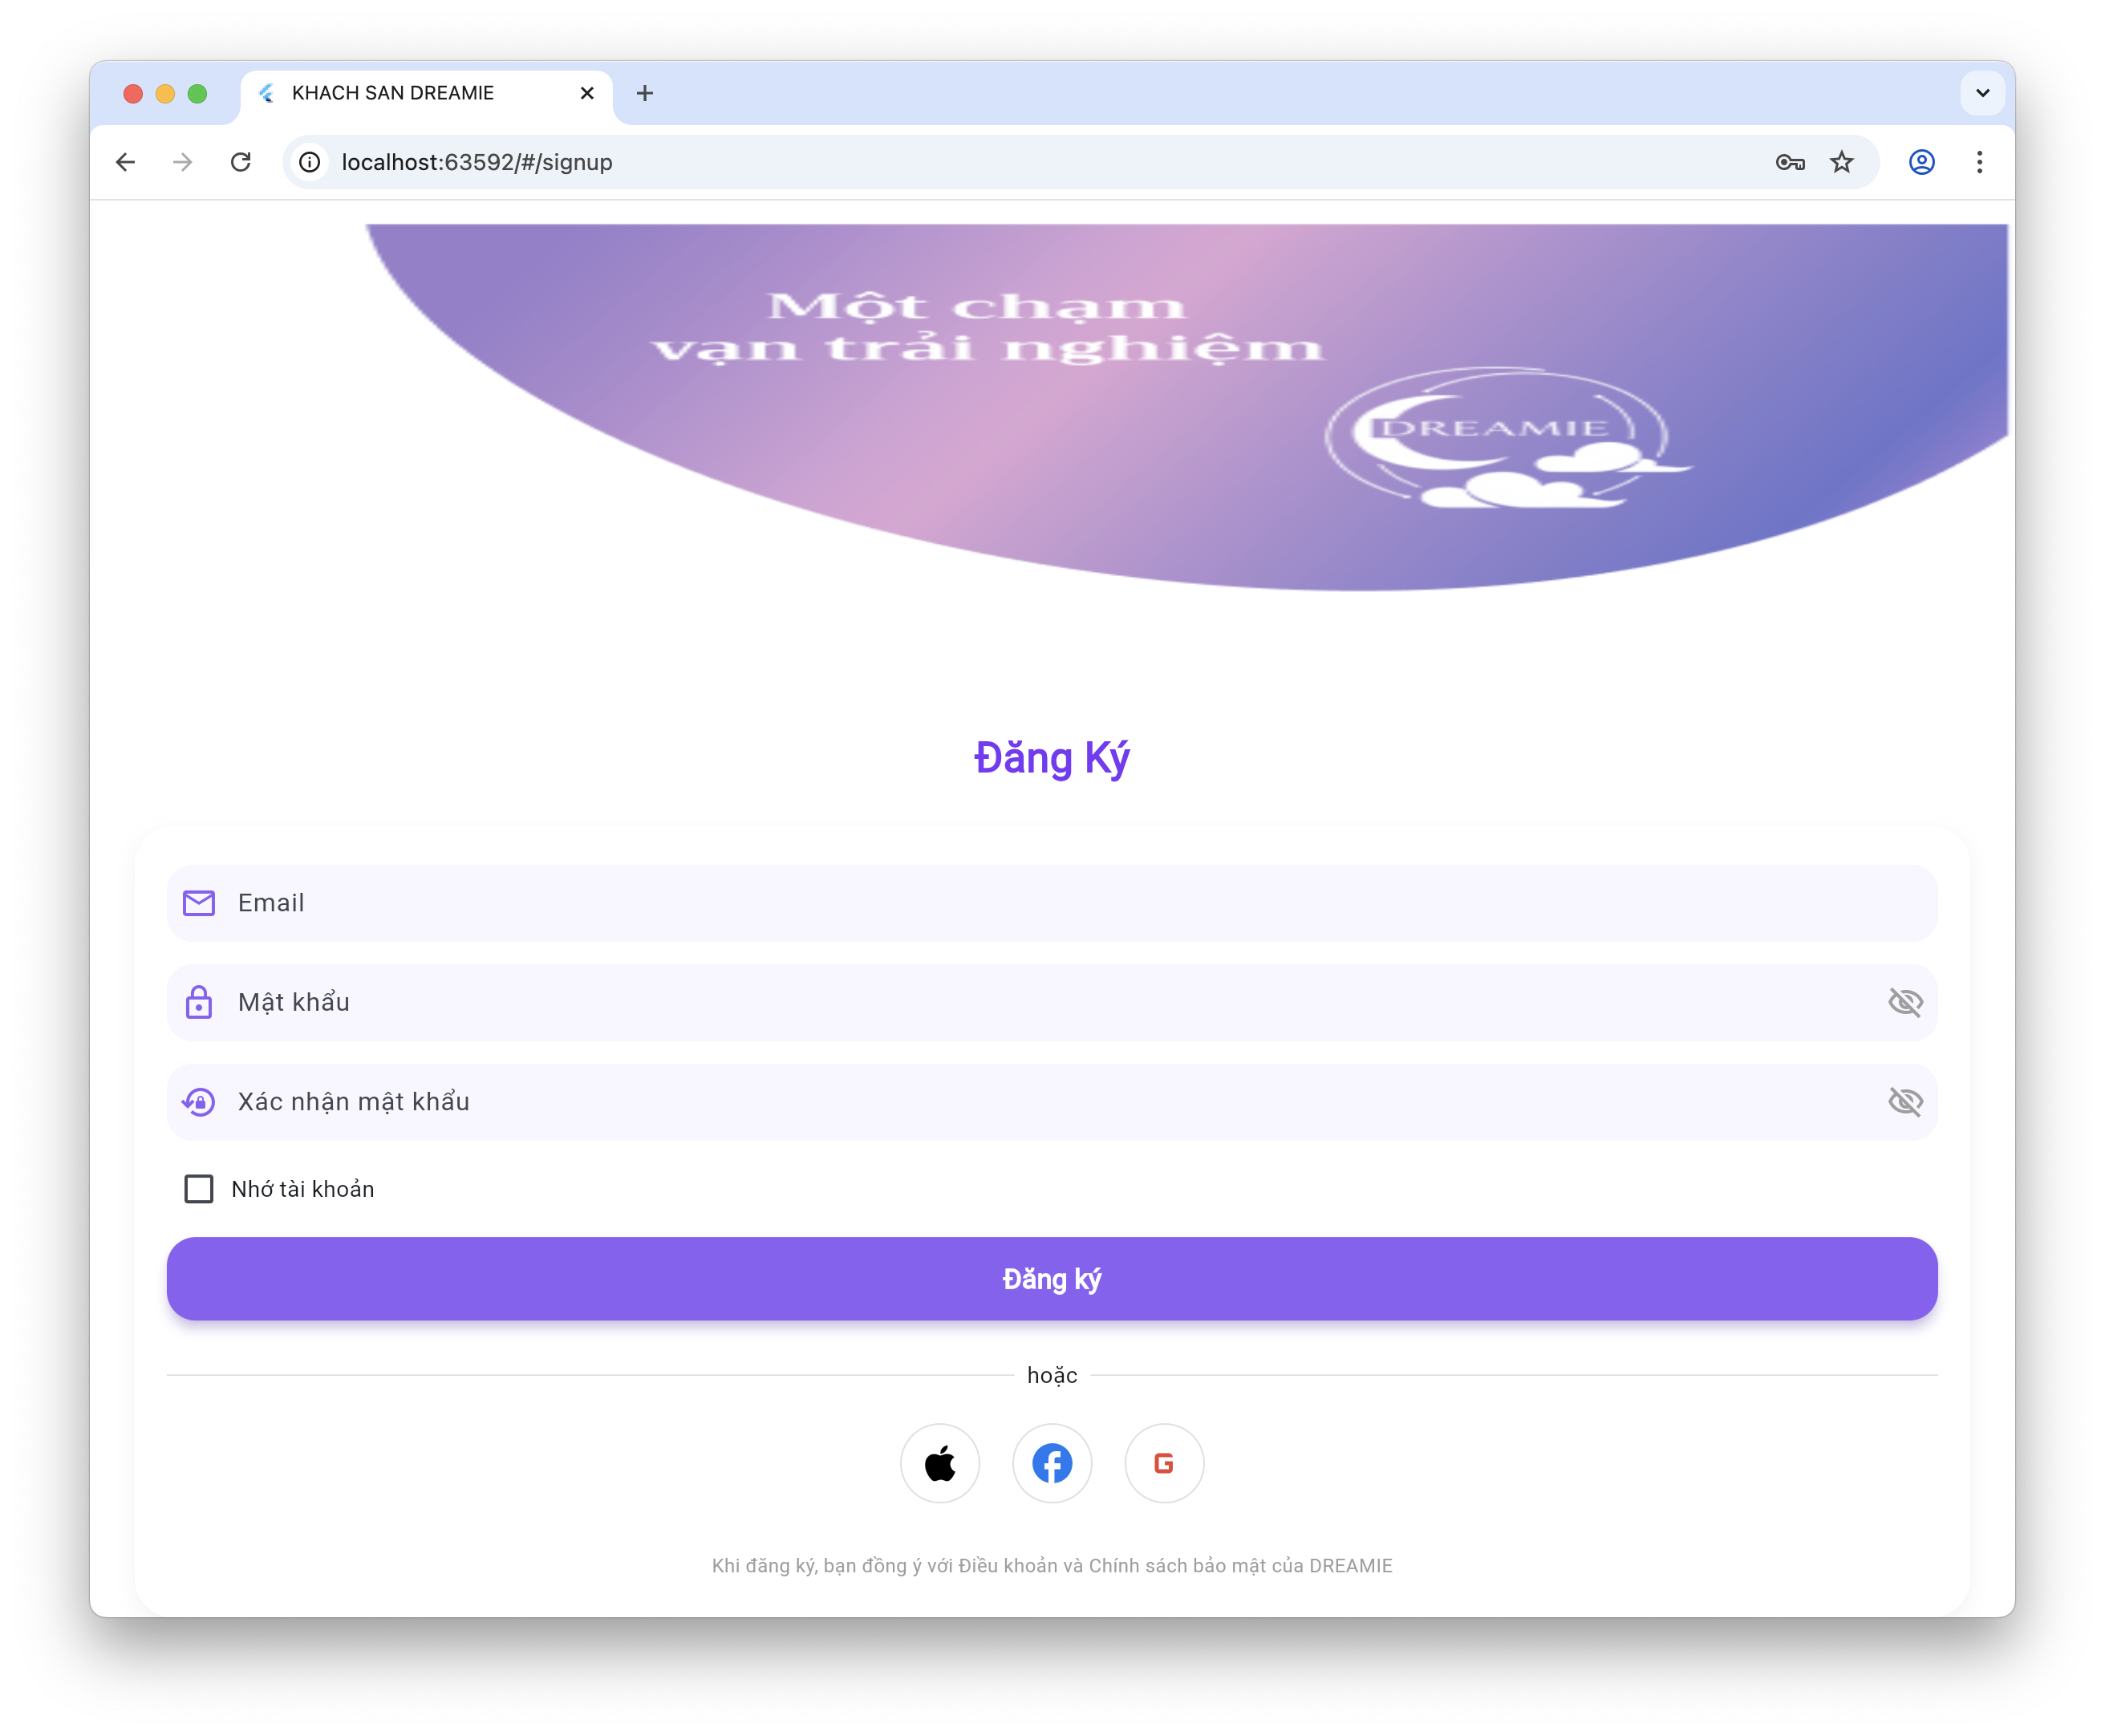 KHACH SAN DREAMIE
localhost:63592/#/signup
Một chạm
vạn trải nghiệm
DREAMIE
Đăng Ký
Email
Mật khẩu
Xác nhận mật khẩu
Nhớ tài khoản
Đăng ký
hoặc
G
Khi đăng ký, bạn đồng ý với Điều khoản và Chính sách bảo mật của DREAMIE